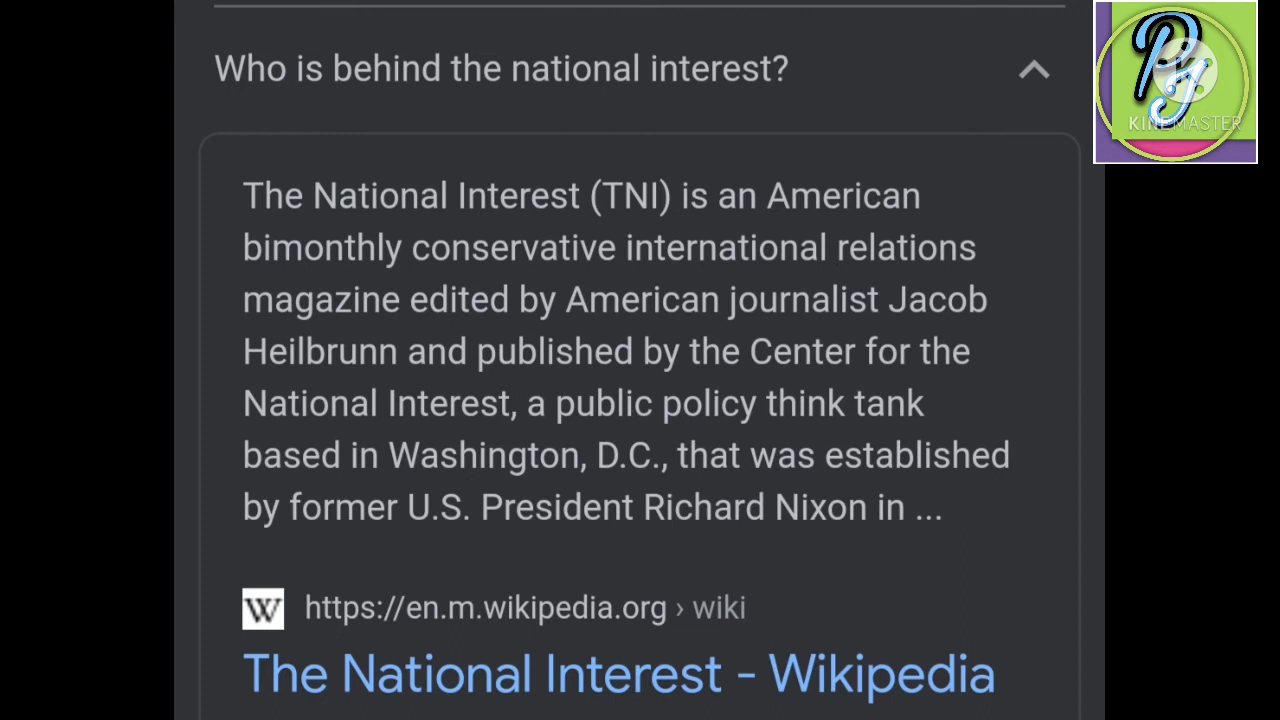 Who is behind the national interest?
PJ
KINEMASTER
The National Interest (TNI) is an American
bimonthly conservative international relations
magazine edited by American journalist Jacob
Heilbrunn and published by the Center for the
National Interest, a public policy think tank
based in Washington, D.C., that was established
by former U.S. President Richard Nixon in ...
W
https://en.m.wikipedia.org › wiki
The National Interest - Wikipedia